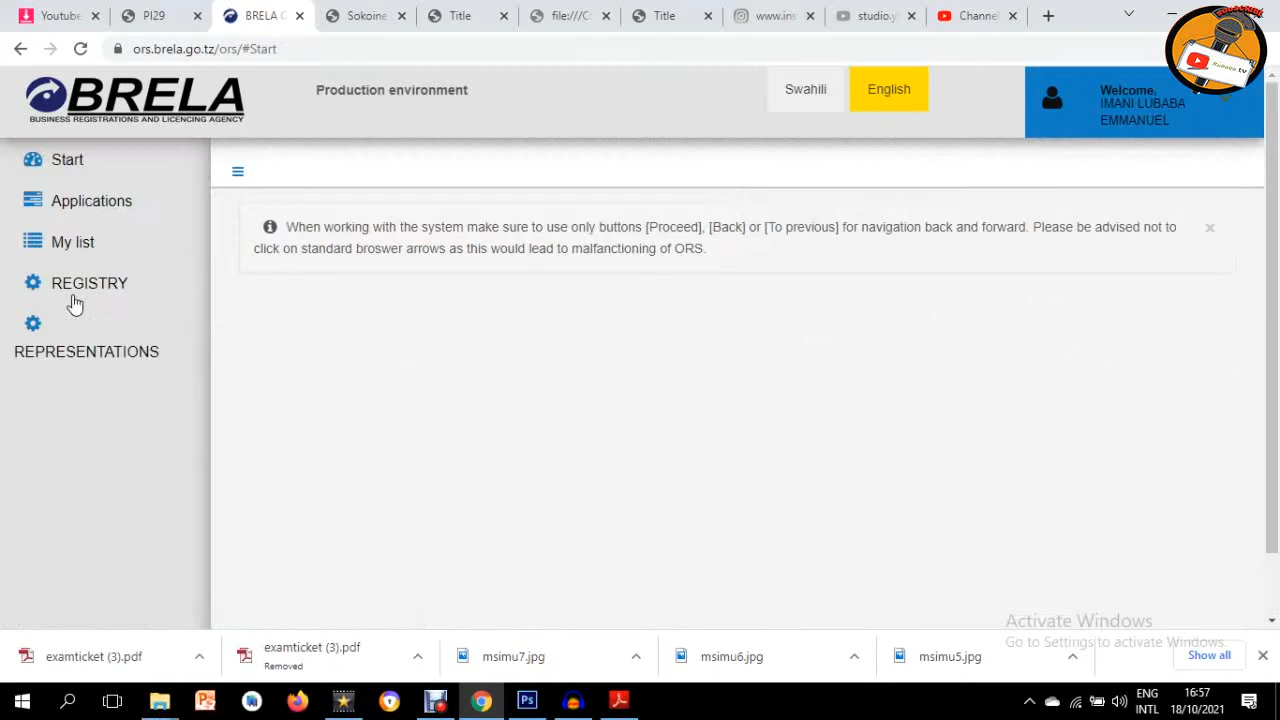 Youtube
PI29
BRELA O
Sokoine
Title
file:///C:
Title
www.ins
studio.y
Channel
ors.brela.go.tz/ors/#Start
SUBSCRIBE
Rubaba TV
BRELA
BUSINESS REGISTRATIONS AND LICENCING AGENCY
Production environment
Swahili
English
Welcome,
IMANI LUBABA
EMMANUEL
Start
Applications
My list
REGISTRY
REPRESENTATIONS
When working with the system make sure to use only buttons [Proceed], [Back] or [To previous] for navigation back and forward. Please be advised not to
click on standard broswer arrows as this would lead to malfanctioning of ORS.
Activate Windows
Go to Settings to activate Windows.
examticket (3).pdf
examticket (3).pdf
Removed
msimu7.jpg
msimu6.jpg
msimu5.jpg
Show all
ENG
INTL
16:57
18/10/2021